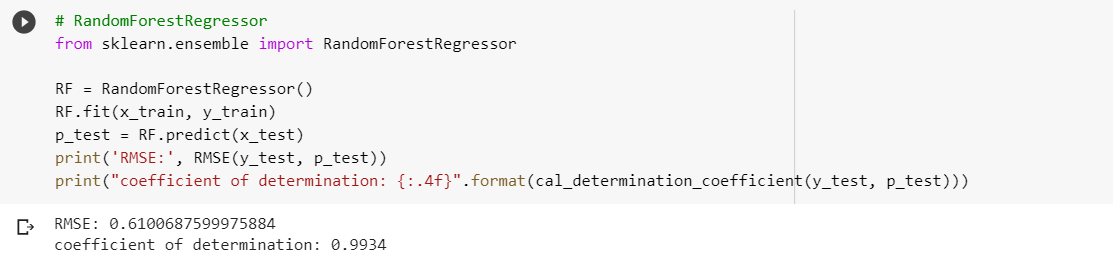 # RandomForestRegressor
from sklearn.ensemble import RandomForestRegressor
RF = RandomForestRegressor()
RF.fit(x_train, y_train)
p_test = RF.predict(x_test)
print('RMSE:', RMSE(y_test, p_test))
print("coefficient of determination: {:.4f}".format(cal_determination_coefficient(y_test, p_test)))
RMSE: 0.6100687599975884
coefficient of determination: 0.9934